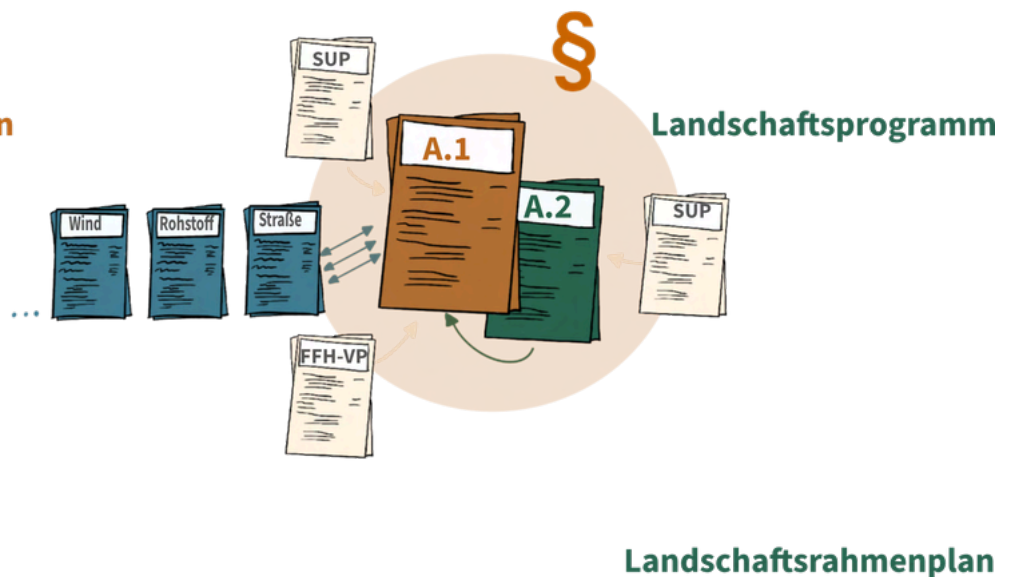 §
SUP
n
Landschaftsprogramm
A.1
A.2
SUP
Wind
Rohstoff
Straße
...
FFH-VP
Landschaftsrahmenplan